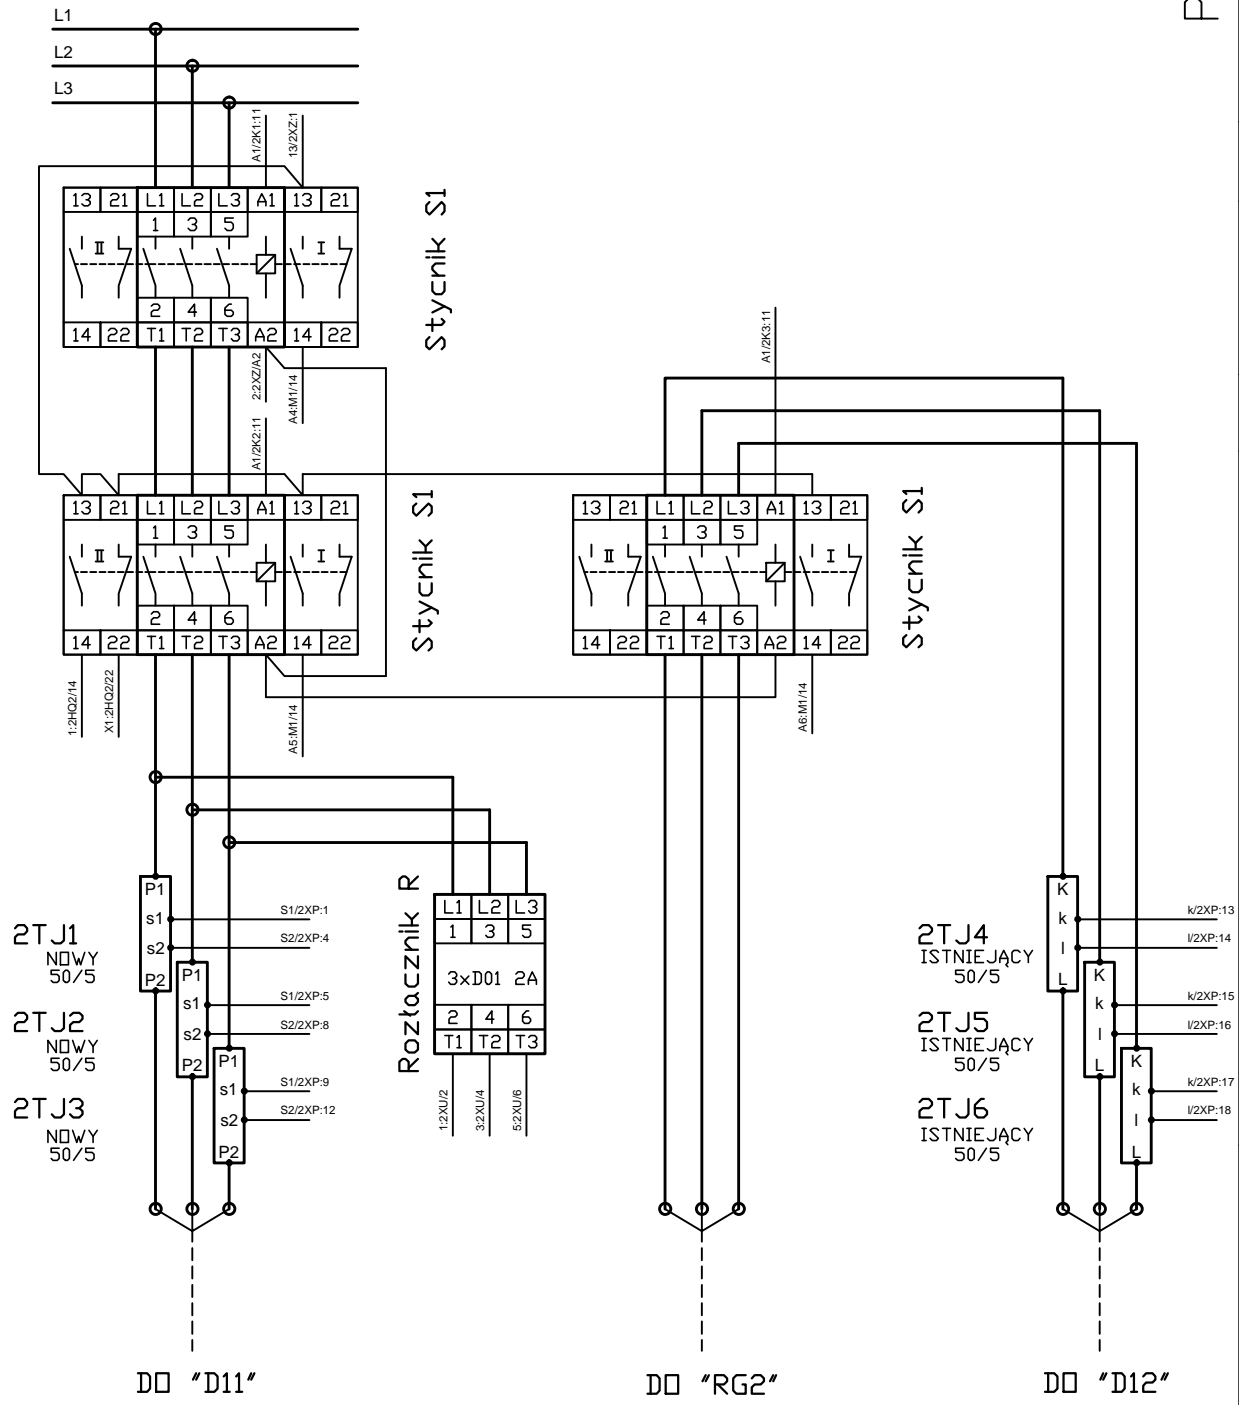 P
L1
L2
L3
A1/2K1:11
13/2XZ:1
13 21 L1 L2 L3 A1 13 21
1 3 5
II I
2 4 6
14 22 T1 T2 T3 A2 14 22
Stycnik S1
2:2XZ/A2
A4:M1/14
A1/2K2:11
A1/2K3:11
13 21 L1 L2 L3 A1 13 21
1 3 5
II I
2 4 6
14 22 T1 T2 T3 A2 14 22
Stycnik S1
13 21 L1 L2 L3 A1 13 21
1 3 5
II I
2 4 6
14 22 T1 T2 T3 A2 14 22
Stycnik S1
1:2HQ2/14
X1:2HQ2/22
A5:M1/14
A6:M1/14
2TJ1
NOWY
50/5
P1
s1
s2
P2
S1/2XP:1
S2/2XP:4
2TJ2
NOWY
50/5
P1
s1
s2
P2
S1/2XP:5
S2/2XP:8
2TJ3
NOWY
50/5
P1
s1
s2
P2
S1/2XP:9
S2/2XP:12
Rozłacznik R
L1 L2 L3
1 3 5
3xD01 2A
2 4 6
T1 T2 T3
1:2XU/2
3:2XU/4
5:2XU/6
2TJ4
ISTNIEJĄCY
50/5
K
k
l
L
k/2XP:13
l/2XP:14
2TJ5
ISTNIEJĄCY
50/5
K
k
l
L
k/2XP:15
l/2XP:16
2TJ6
ISTNIEJĄCY
50/5
K
k
l
L
k/2XP:17
l/2XP:18
DO "D11"
DO "RG2"
DO "D12"